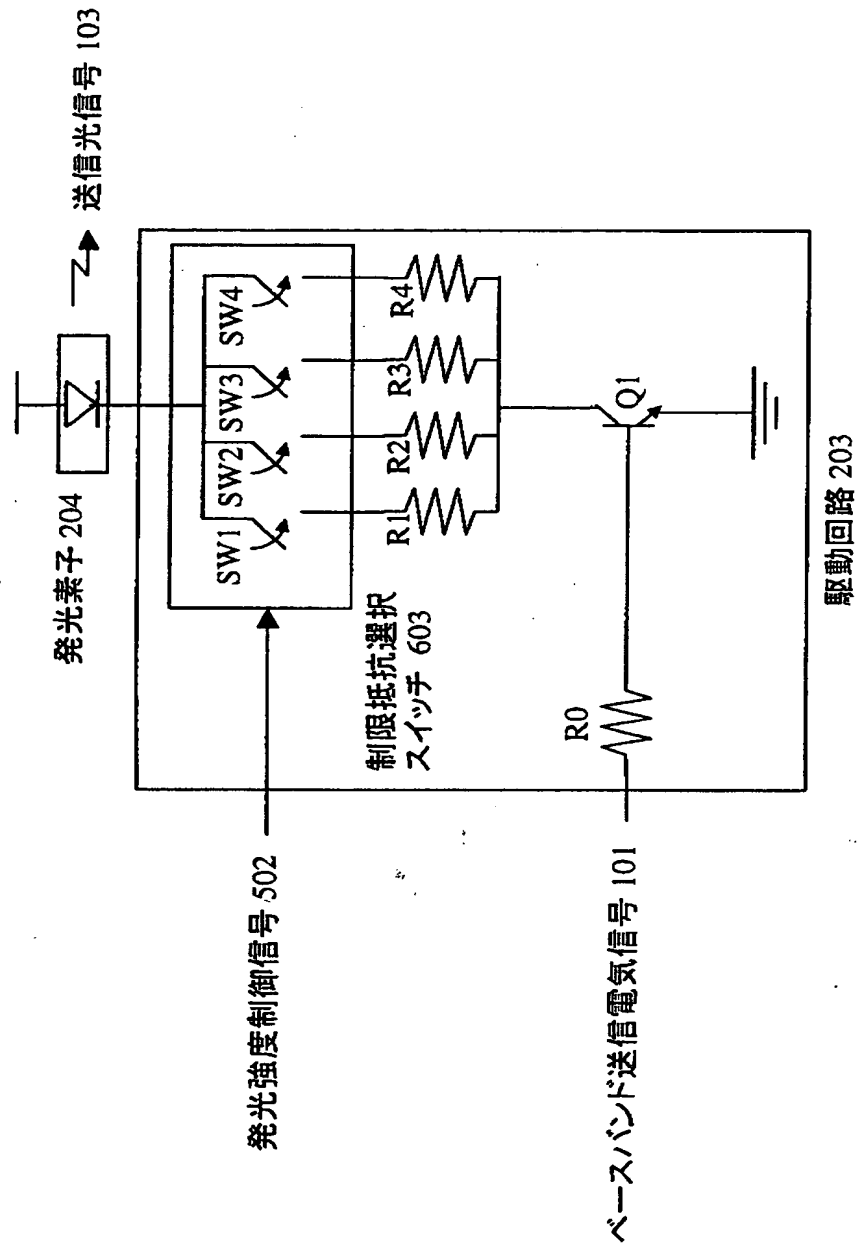 発光素子 204
送信光信号 103
SW1
SW2
SW3
SW4
発光強度制御信号 502
制限抵抗選択
スイッチ 603
R1
R2
R3
R4
R0
Q1
ベースバンド送信電気信号 101
駆動回路 203